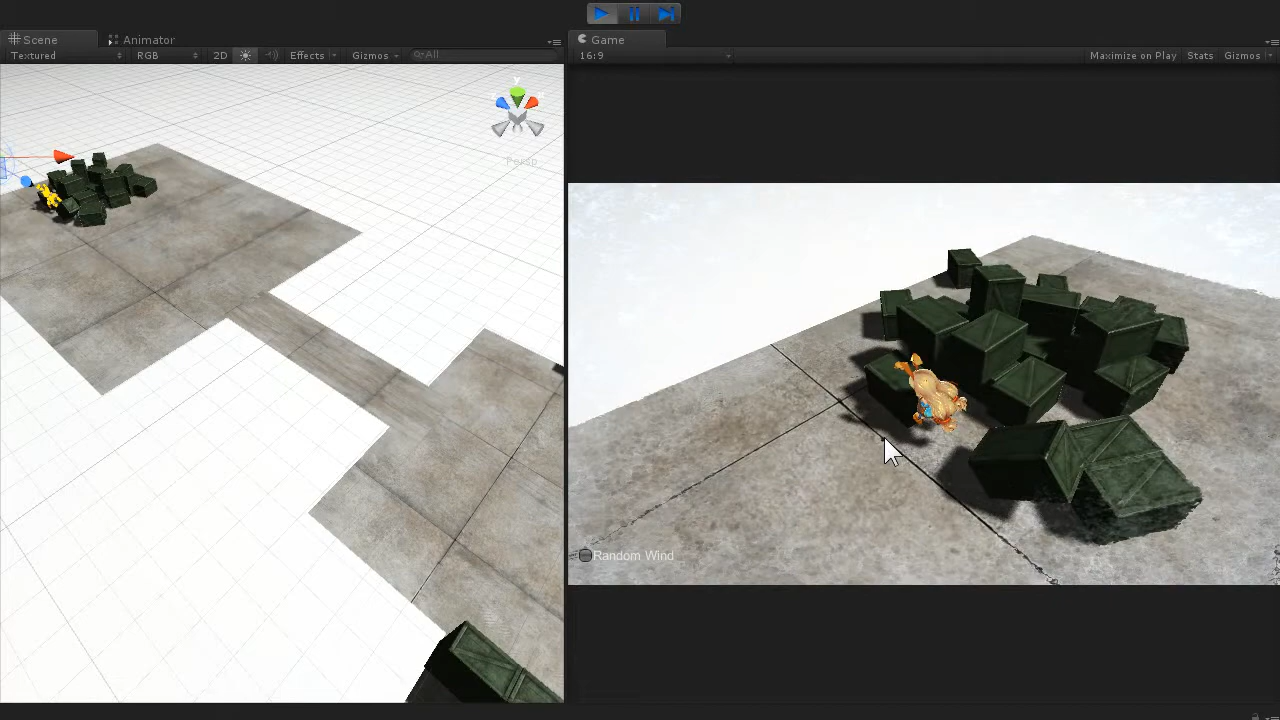 Scene
Animator
Textured
RGB
2D
Effects
Gizmos
All
y
Persp
Game
16:9
Maximize on Play
Stats
Gizmos
Random Wind